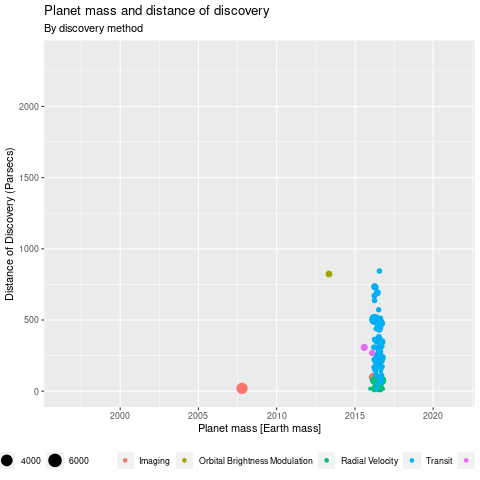 Planet mass and distance of discovery
By discovery method
2000
1500
1000
500
0
Distance of Discovery (Parsecs)
2000 2005 2010 2015 2020
Planet mass [Earth mass]
4000 6000 Imaging Orbital Brightness Modulation Radial Velocity Transit